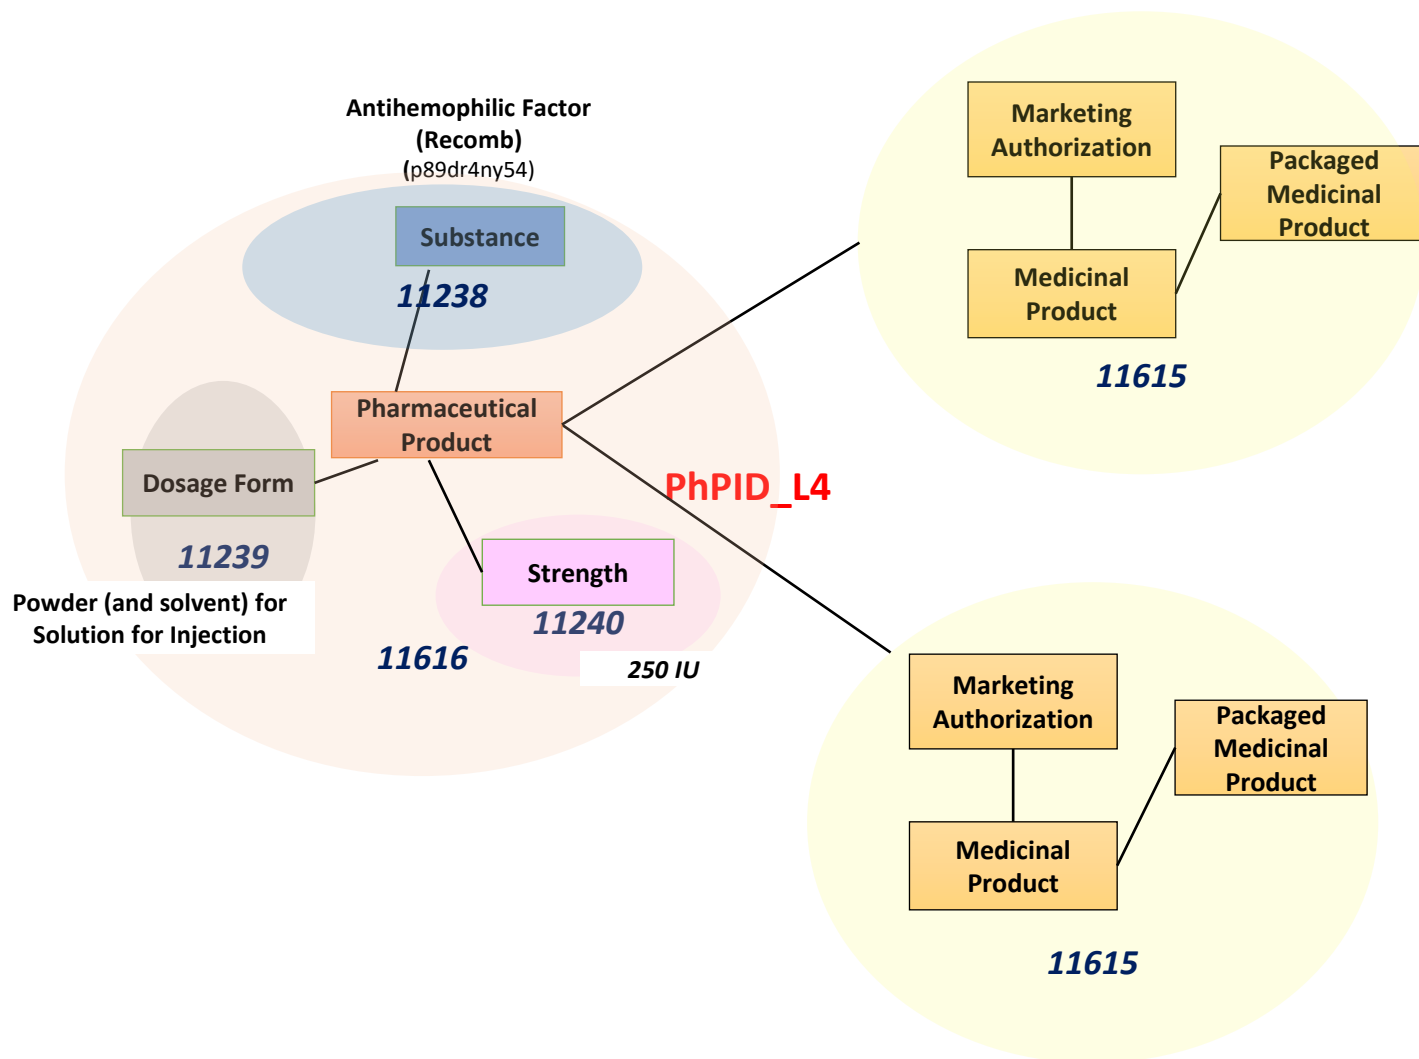 Antihemophilic Factor
(Recomb)
(p89dr4ny54)
Substance
11238
Pharmaceutical
Product
Dosage Form
11239
Powder (and solvent) for
Solution for Injection
Strength
11240
250 IU
11616
PhPID_L4
Marketing
Authorization
Packaged
Medicinal
Product
Medicinal
Product
11615
Marketing
Authorization
Packaged
Medicinal
Product
Medicinal
Product
11615